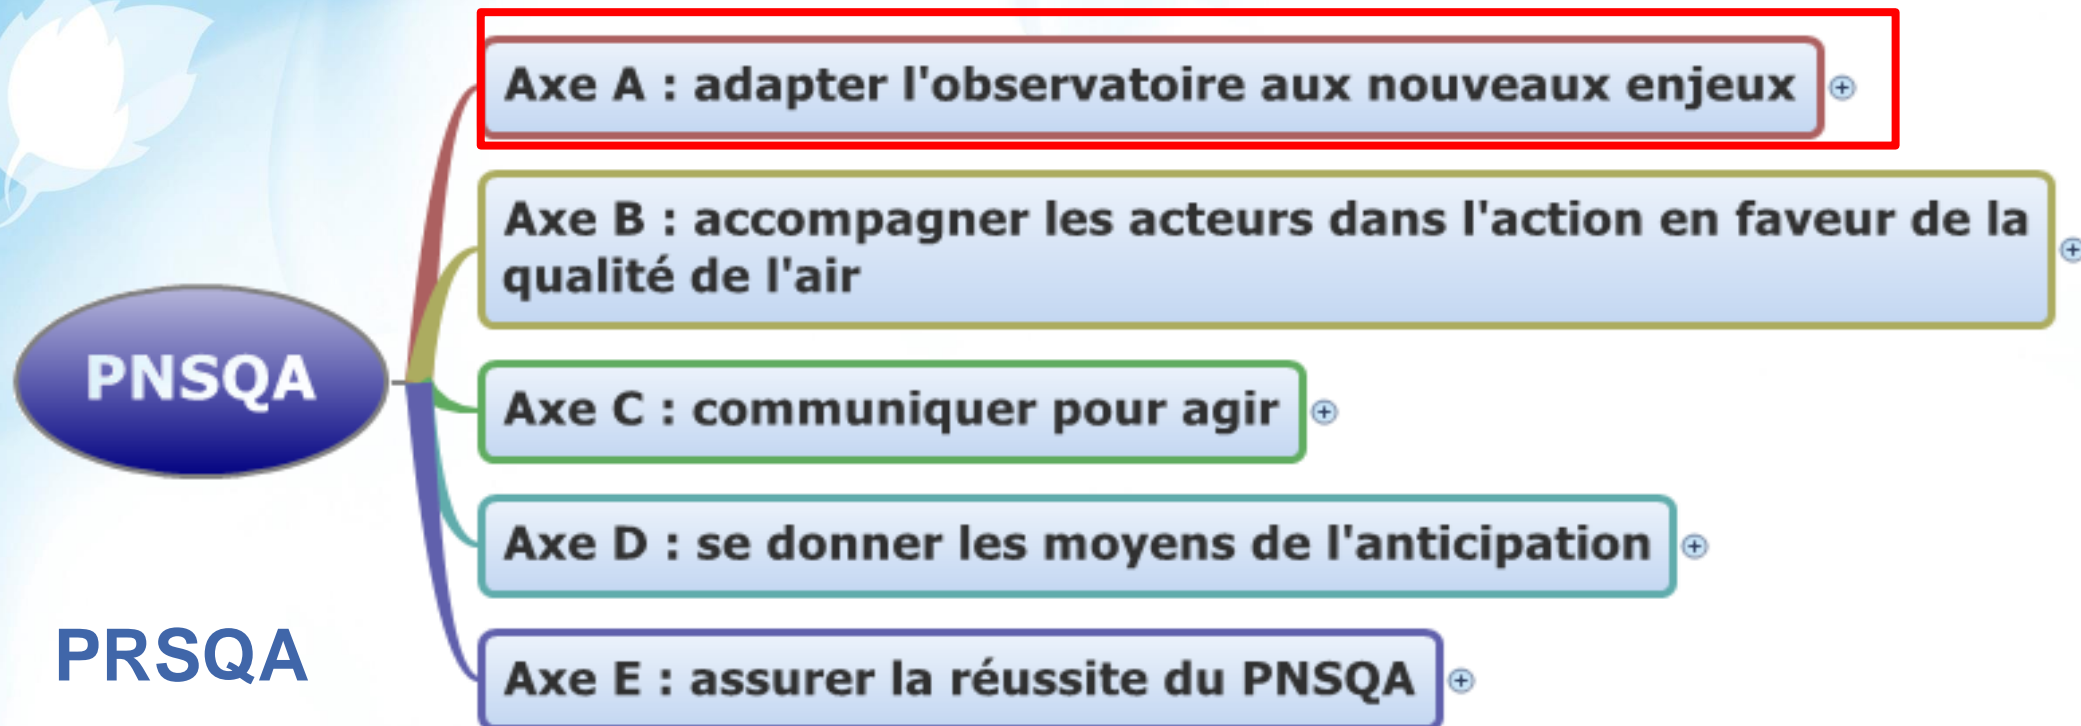 Axe A : adapter l'observatoire aux nouveaux enjeux
Axe B : accompagner les acteurs dans l'action en faveur de la
qualité de l'air
PNSQA
Axe C : communiquer pour agir
Axe D : se donner les moyens de l'anticipation
PRSQA
Axe E : assurer la réussite du PNSQA